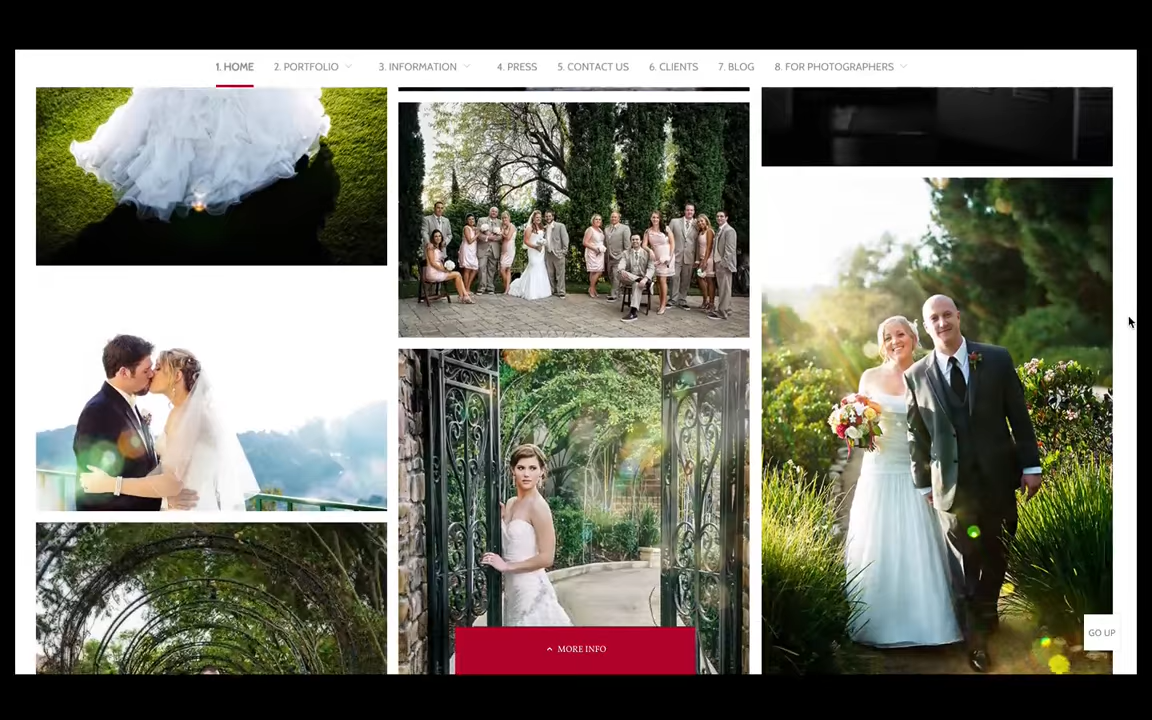 1. HOME 2. PORTFOLIO 3. INFORMATION 4. PRESS 5. CONTACT US 6. CLIENTS 7. BLOG 8. FOR PHOTOGRAPHERS
GO UP
MORE INFO